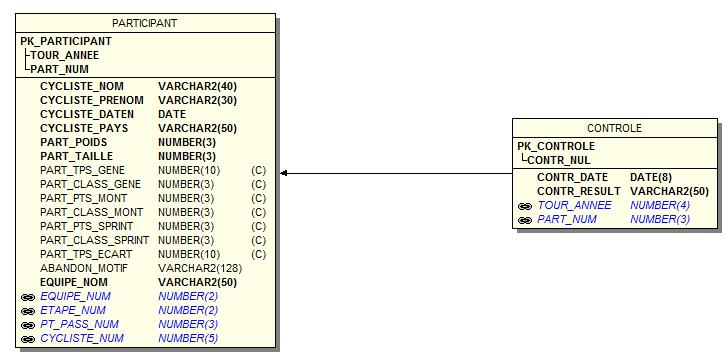 PARTICIPANT
PK_PARTICIPANT
TOUR_ANNEE
PART_NUM
CYCLISTE_NOM VARCHAR2(40)
CYCLISTE_PRENOM VARCHAR2(30)
CYCLISTE_DATEN DATE
CYCLISTE_PAYS VARCHAR2(50)
PART_POIDS NUMBER(3)
PART_TAILLE NUMBER(3)
PART_TPS_GENE NUMBER(10) (C)
PART_CLASS_GENE NUMBER(3) (C)
PART_PTS_MONT NUMBER(3) (C)
PART_CLASS_MONT NUMBER(3) (C)
PART_PTS_SPRINT NUMBER(3) (C)
PART_CLASS_SPRINT NUMBER(3) (C)
PART_TPS_ECART NUMBER(10) (C)
ABANDON_MOTIF VARCHAR2(128)
EQUIPE_NOM VARCHAR2(50)
EQUIPE_NUM NUMBER(2)
ETAPE_NUM NUMBER(2)
PT_PASS_NUM NUMBER(3)
CYCLISTE_NUM NUMBER(5)
CONTROLE
PK_CONTROLE
CONTR_NUL
CONTR_DATE DATE(8)
CONTR_RESULT VARCHAR2(50)
TOUR_ANNEE NUMBER(4)
PART_NUM NUMBER(3)